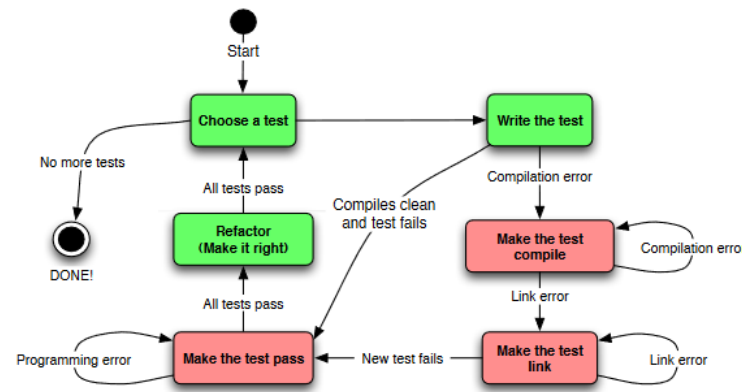 Start
Choose a test
Write the test
No more tests
All tests pass
Compiles clean
and test fails
Compilation error
Refactor
(Make it right)
Make the test
compile
Compilation erro
DONE!
All tests pass
Link error
Programming error
Make the test pass
New test fails
Make the test
link
Link error